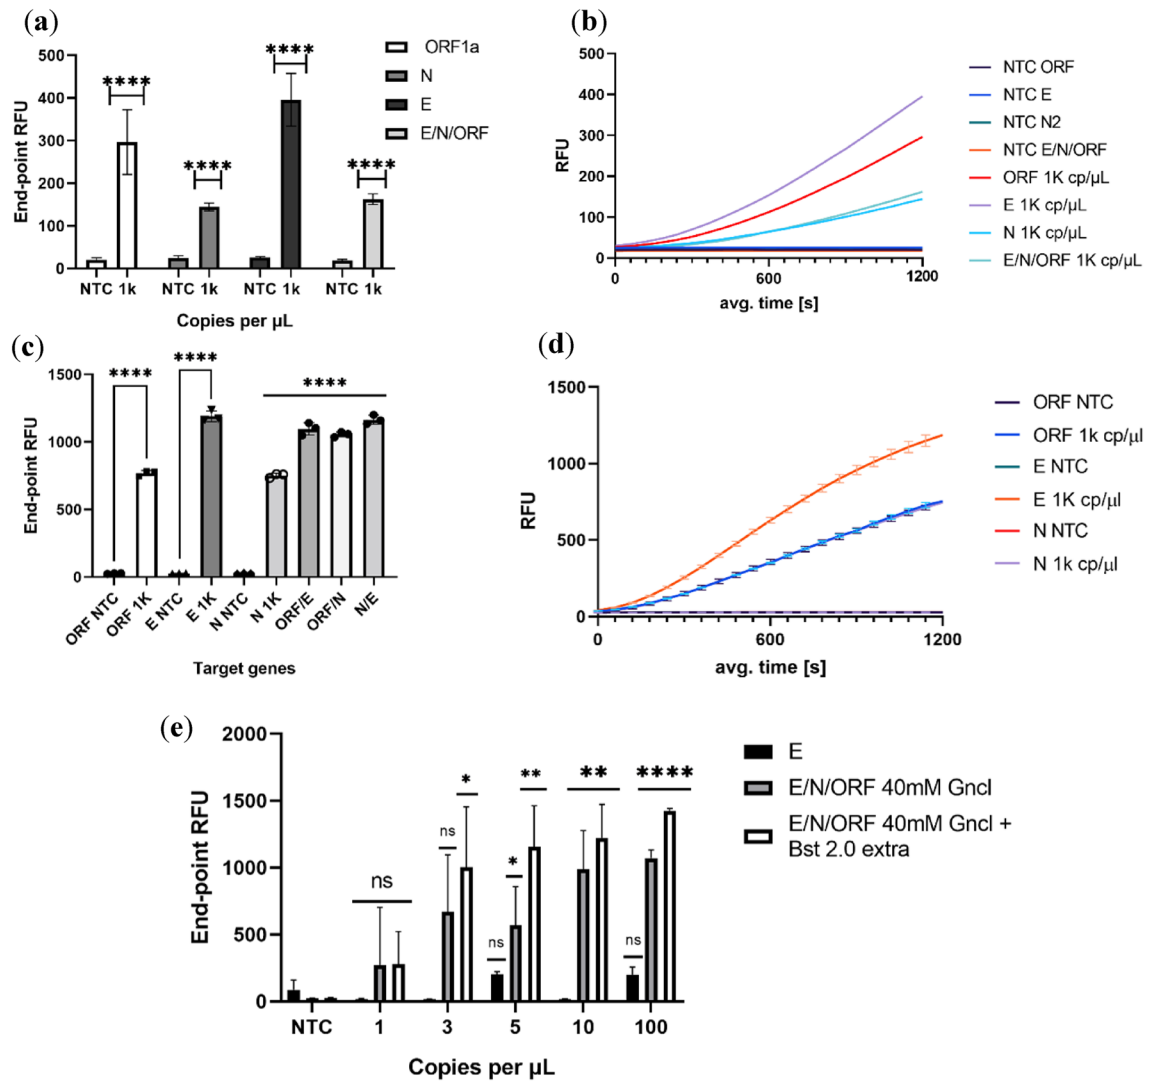 (a)
End-point RFU
500
400
300
200
100
0
****
****
****
****
NTC 1k NTC 1k NTC 1k NTC 1k
Copies per µL
ORF1a
N
E
E/N/ORF
(b)
RFU
500
400
300
200
100
0
0 600 1200
avg. time [s]
NTC ORF
NTC E
NTC N2
NTC E/N/ORF
ORF 1K cp/µL
E 1K cp/µL
N 1K cp/µL
E/N/ORF 1K cp/µL
(c)
End-point RFU
1500
1000
500
0
****
****
****
ORF NTC
ORF 1K
E NTC
E 1K
N NTC
N 1K
ORF/E
ORF/N
N/E
Target genes
(d)
RFU
1500
1000
500
0
0 600 1200
avg. time [s]
ORF NTC
ORF 1k cp/µl
E NTC
E 1K cp/µl
N NTC
N 1k cp/µl
(e)
End-point RFU
2000
1500
1000
500
0
ns
ns
*
ns
*
**
**
ns
****
NTC 1 3 5 10 100
Copies per µL
E
E/N/ORF 40mM Gncl
E/N/ORF 40mM Gncl +
Bst 2.0 extra